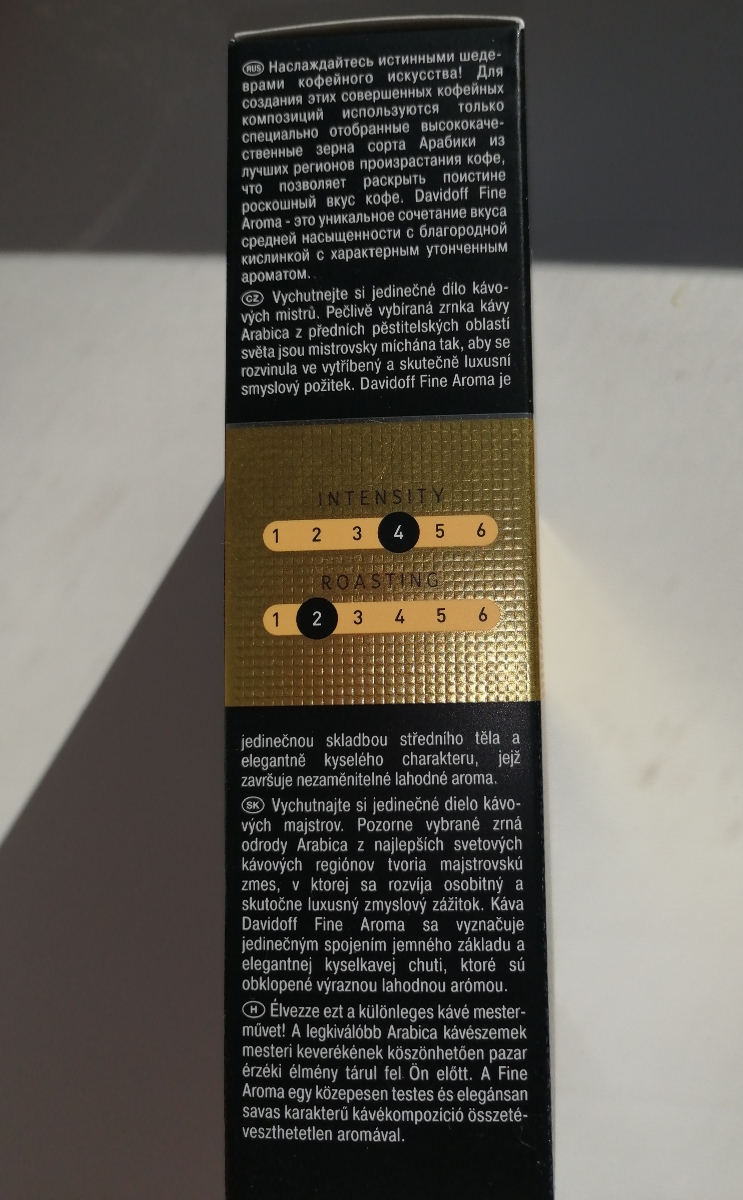 RUS Наслаждайтесь истинными шеде-
врами кофейного искусства! Для
создания этих совершенных кофейных
композиций используются только
специально отобранные высококаче-
ственные зерна сорта Арабики из
лучших регионов произрастания кофе,
что позволяет раскрыть поистине
роскошный вкус кофе. Davidoff Fine
Aroma - это уникальное сочетание вкуса
средней насыщенности с благородной
кислинкой с характерным утонченным
ароматом.
CZ Vychutnejte si jedinečné dílo kávo-
vých mistrů. Pečlivě vybíraná zrnka kávy
Arabica z předních pěstitelských oblastí
světa jsou mistrovsky míchána tak, aby se
rozvinula ve vytříbený a skutečně luxusní
smyslový požitek. Davidoff Fine Aroma je
INTENSITY
1 2 3 4 5 6
ROASTING
1 2 3 4 5 6
jedinečnou skladbou středního těla a
elegantně kyselého charakteru, jejž
završuje nezaměnitelné lahodné aroma.
SK Vychutnajte si jedinečné dielo kávo-
vých majstrov. Pozorne vybrané zrná
odrody Arabica z najlepších svetových
kávových regiónov tvoria majstrovskú
zmes, v ktorej sa rozvíja osobitný a
skutočne luxusný zmyslový zážitok. Káva
Davidoff Fine Aroma sa vyznačuje
jedinečným spojením jemného základu a
elegantnej kyselkavej chuti, ktoré sú
obklopené výraznou lahodnou arómou.
H Élvezze ezt a különleges kávé mester-
művet! A legkiválóbb Arabica kávészemek
mesteri keverékének köszönhetően pazar
érzéki élmény tárul fel Ön előtt. A Fine
Aroma egy közepesen testes és elegánsan
savas karakterű kávékompozíció összeté-
veszthetetlen aromával.